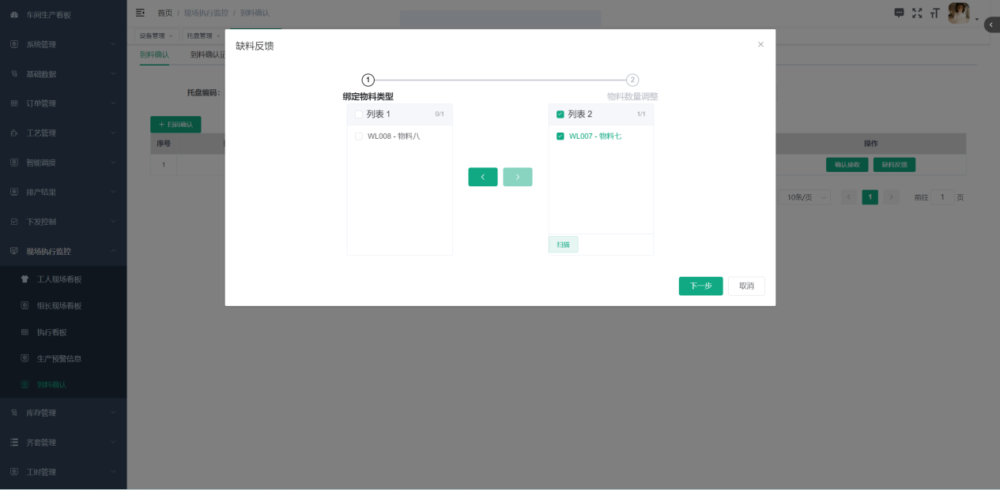 车间生产看板
系统管理
基础数据
订单管理
工艺管理
智能调度
排产结果
下发控制
现场执行监控
工人现场看板
组长现场看板
执行看板
生产预警信息
到料确认
库存管理
齐套管理
工时管理
首页 / 现场执行监控 / 到料确认
设备管理 × 托盘管理 ×
到料确认 到料确认记
托盘编码:
+ 扫码确认
序号
操作
1
确认接收 缺料反馈
10条/页 1 前往 1 页
缺料反馈
1 2
绑定物料类型 物料数量调整
列表 1 0/1
WL008 - 物料八
列表 2 1/1
WL007 - 物料七
扫描
下一步 取消